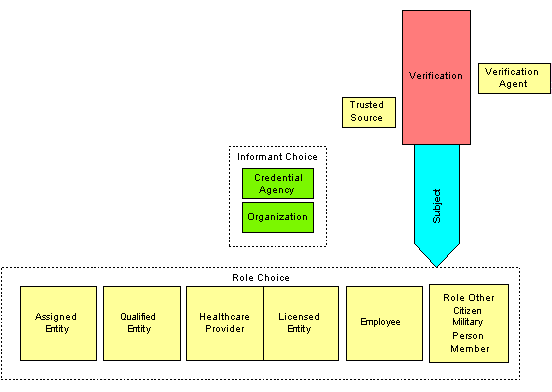 Verification
Verification
Agent
Trusted
Source
Informant Choice
Credential
Agency
Organization
Subject
Role Choice
Assigned
Entity
Qualified
Entity
Healthcare
Provider
Licensed
Entity
Employee
Role Other
Citizen
Military
Person
Member